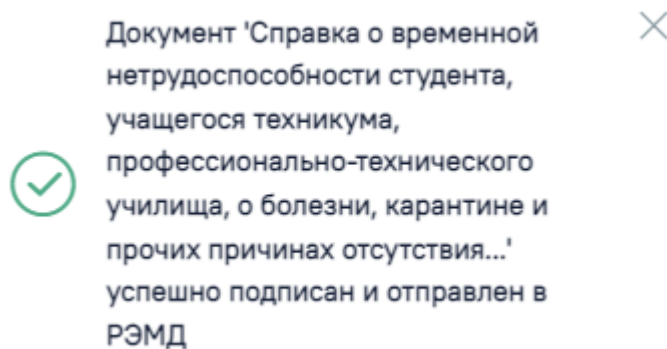 Документ 'Справка о временной
нетрудоспособности студента,
учащегося техникума,
профессионально-технического
училища, о болезни, карантине и
прочих причинах отсутствия...'
успешно подписан и отправлен в
РЭМД